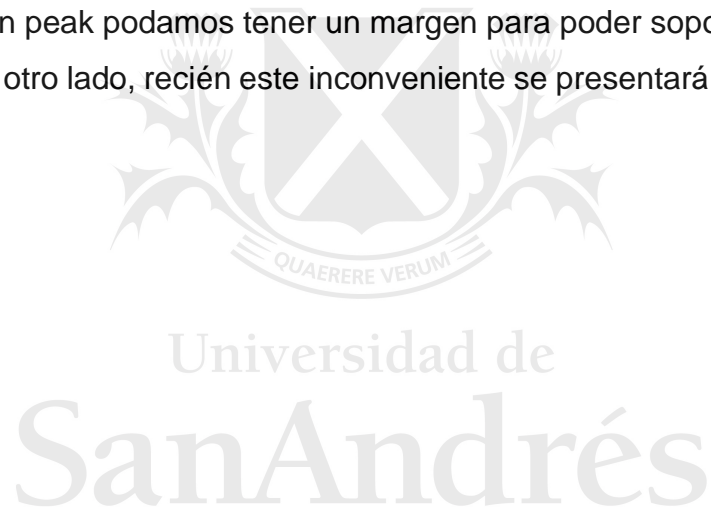 n peak podamos tener un margen para poder sopo
otro lado, recién este inconveniente se presentará
QUAERERE VERUM
Universidad de
SanAndrés